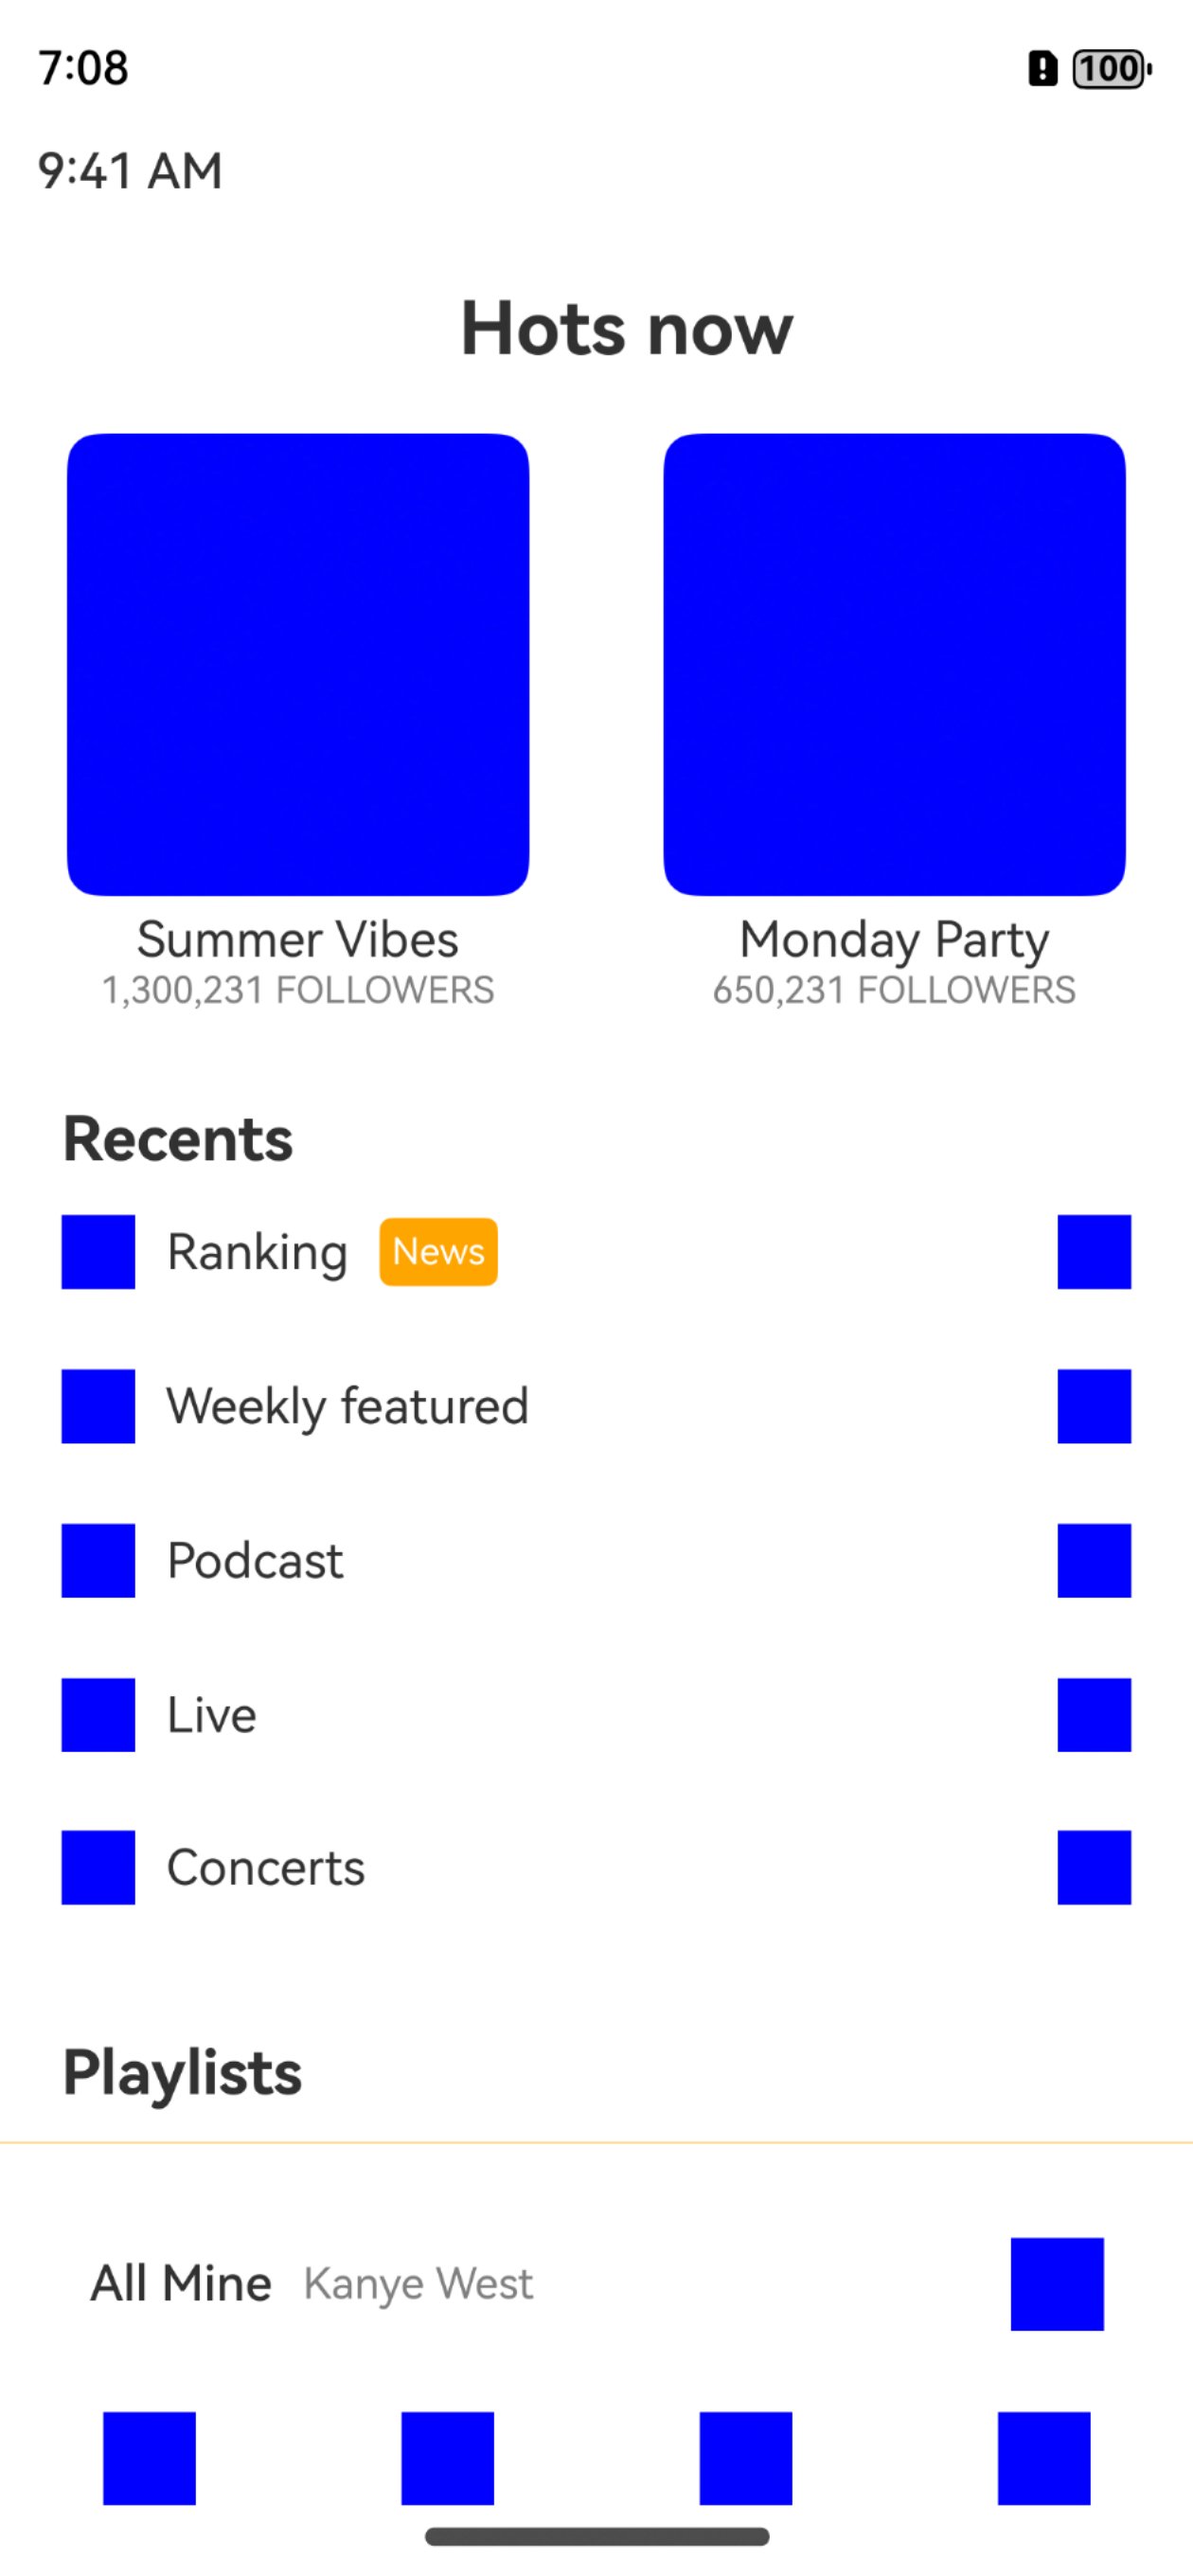 7:08
100
9:41 AM
Hots now
Summer Vibes
1,300,231 FOLLOWERS
Monday Party
650,231 FOLLOWERS
Recents
Ranking News
Weekly featured
Podcast
Live
Concerts
Playlists
All Mine Kanye West